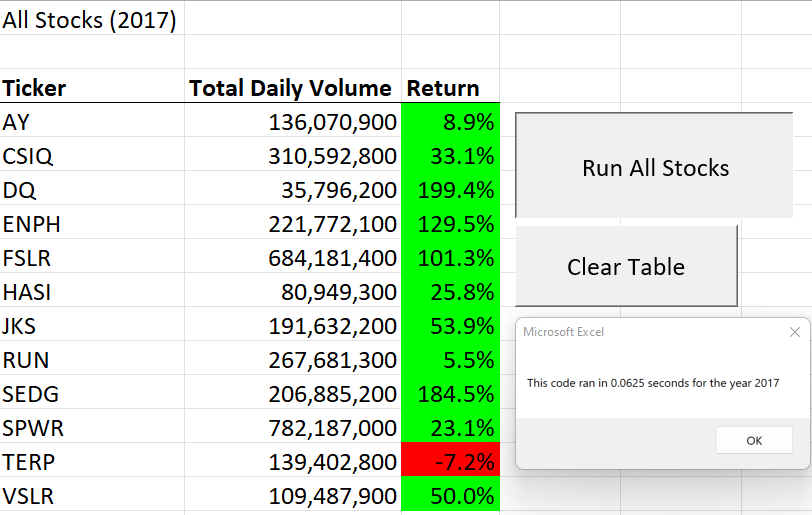 All Stocks (2017)
Ticker Total Daily Volume Return
AY 136,070,900 8.9%
CSIQ 310,592,800 33.1%
DQ 35,796,200 199.4%
ENPH 221,772,100 129.5%
FSLR 684,181,400 101.3%
HASI 80,949,300 25.8%
JKS 191,632,200 53.9%
RUN 267,681,300 5.5%
SEDG 206,885,200 184.5%
SPWR 782,187,000 23.1%
TERP 139,402,800 -7.2%
VSLR 109,487,900 50.0%
Run All Stocks
Clear Table
Microsoft Excel
This code ran in 0.0625 seconds for the year 2017
OK